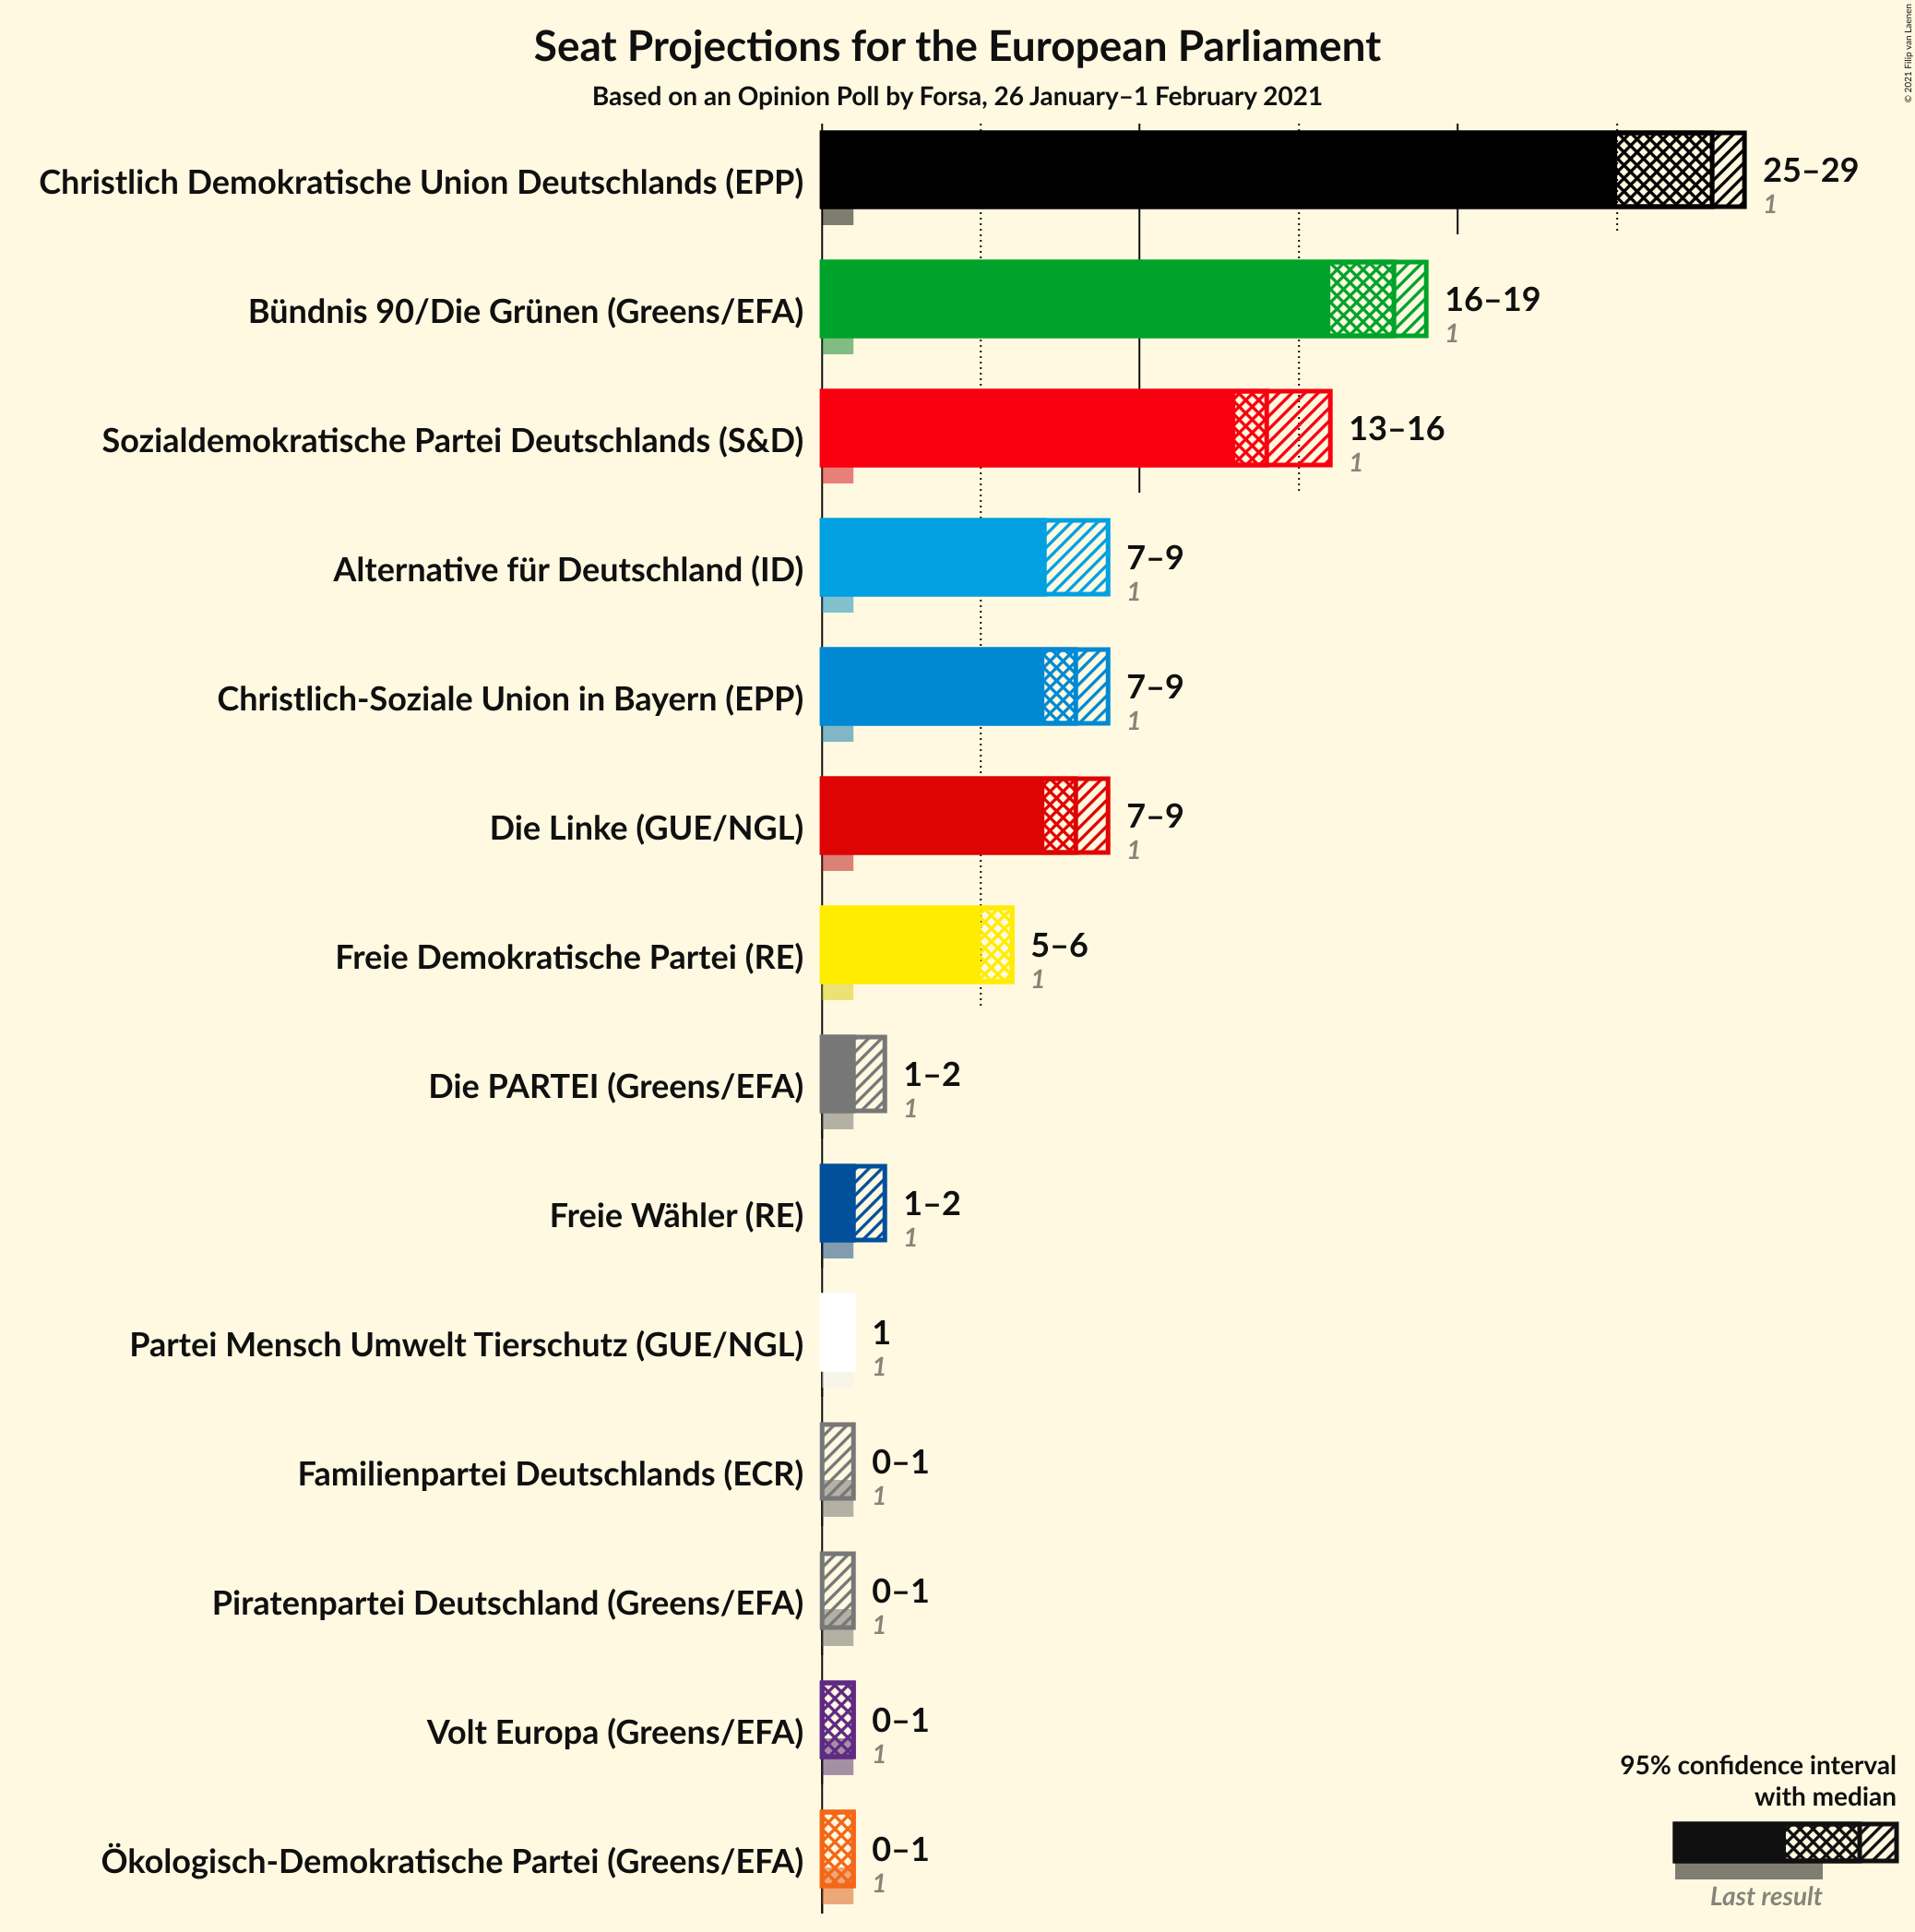 Seat Projections for the European Parliament
Based on an Opinion Poll by Forsa, 26 January–1 February 2021
© 2021 Filip van Laenen
Christlich Demokratische Union Deutschlands (EPP)
25–29
1
Bündnis 90/Die Grünen (Greens/EFA)
16–19
1
Sozialdemokratische Partei Deutschlands (S&D)
13–16
1
Alternative für Deutschland (ID)
7–9
1
Christlich-Soziale Union in Bayern (EPP)
7–9
1
Die Linke (GUE/NGL)
7–9
1
Freie Demokratische Partei (RE)
5–6
1
Die PARTEI (Greens/EFA)
1–2
1
Freie Wähler (RE)
1–2
1
Partei Mensch Umwelt Tierschutz (GUE/NGL)
1
1
Familienpartei Deutschlands (ECR)
0–1
1
Piratenpartei Deutschland (Greens/EFA)
0–1
1
Volt Europa (Greens/EFA)
0–1
1
Ökologisch-Demokratische Partei (Greens/EFA)
0–1
1
95% confidence interval
with median
Last result